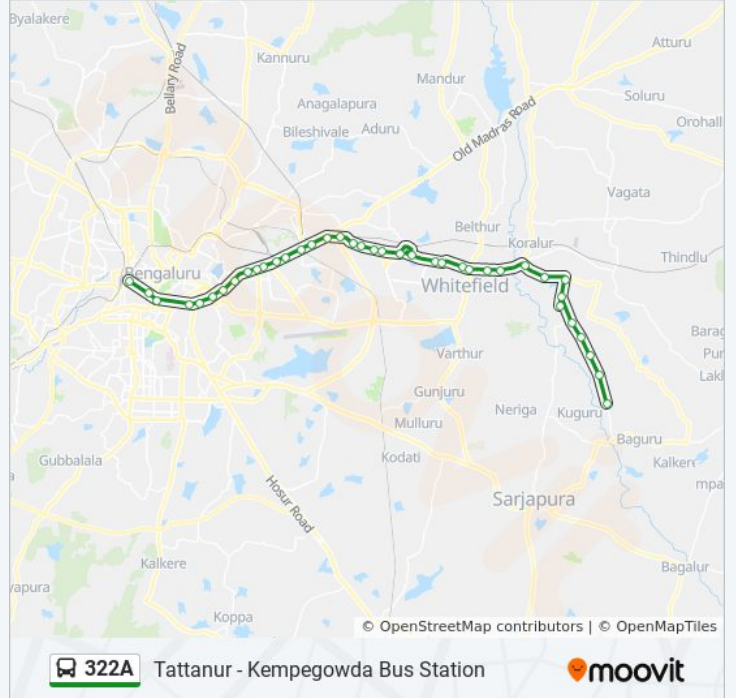 Byalakere
Bellary Road
Kannuru
Atturu
Mandur
Soluru
Anagalapura
Old Madras Road
Orohall
Bileshivale
Aduru
Vagata
Belthur
Koralur
Thindlu
Bengaluru
Whitefield
Varthur
Gunjuru
Neriga
Kuguru
Mulluru
Baguru
Kodati
Gubbalala
Kalkere
Hosur Road
Sarjapura
mpa
Kalkere
Bagalur
yapura
Koppa
Barag
Pur
Lakl
© OpenStreetMap contributors | © OpenMapTiles
322A Tattanur - Kempegowda Bus Station moovit